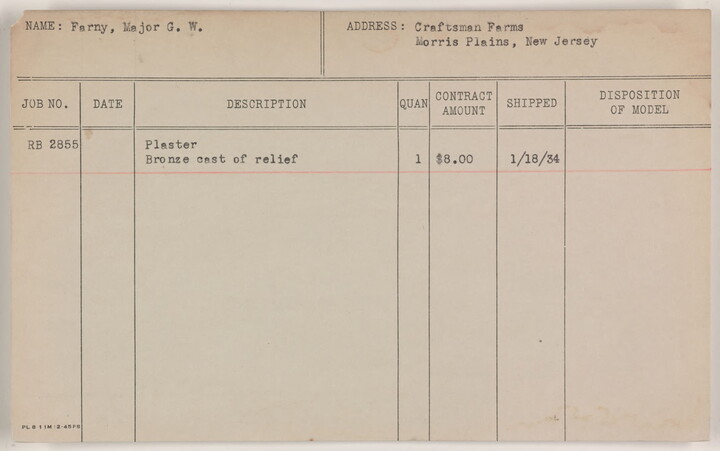 NAME: Farny, Major G. W.
ADDRESS: Craftsman Farms
Morris Plains, New Jersey
JOB NO. DATE DESCRIPTION QUAN CONTRACT AMOUNT SHIPPED DISPOSITION OF MODEL
RB 2855 Plaster
Bronze cast of relief 1 $8.00 1/18/34